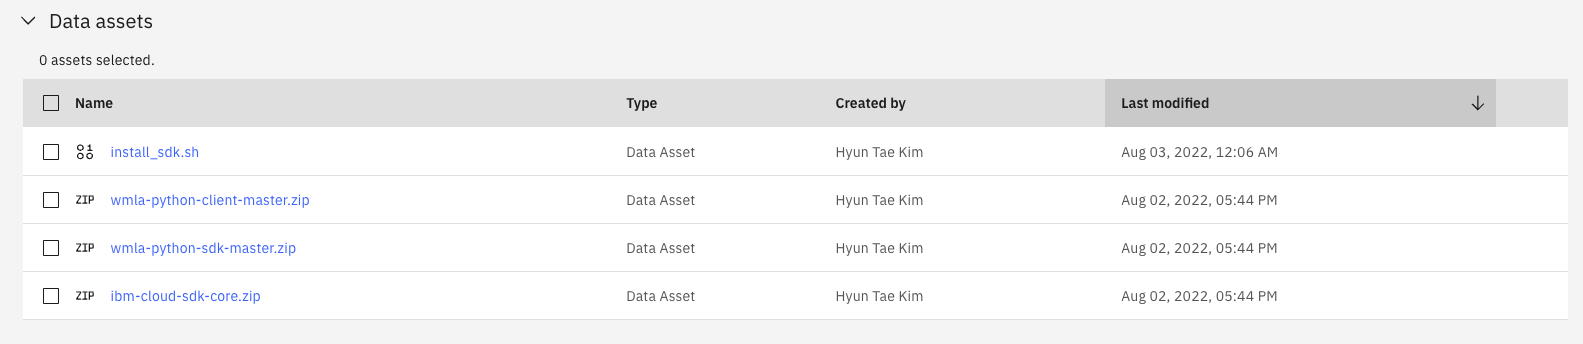 Data assets
0 assets selected.
Name Type Created by Last modified
install_sdk.sh Data Asset Hyun Tae Kim Aug 03, 2022, 12:06 AM
ZIP wmla-python-client-master.zip Data Asset Hyun Tae Kim Aug 02, 2022, 05:44 PM
ZIP wmla-python-sdk-master.zip Data Asset Hyun Tae Kim Aug 02, 2022, 05:44 PM
ZIP ibm-cloud-sdk-core.zip Data Asset Hyun Tae Kim Aug 02, 2022, 05:44 PM